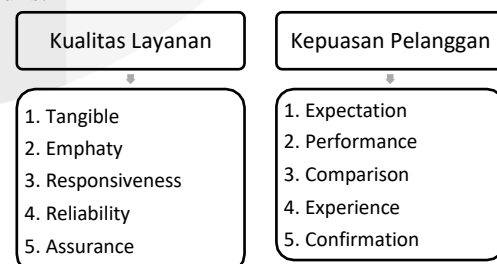 Kualitas Layanan
1. Tangible
2. Emphaty
3. Responsiveness
4. Reliability
5. Assurance
Kepuasan Pelanggan
1. Expectation
2. Performance
3. Comparison
4. Experience
5. Confirmation